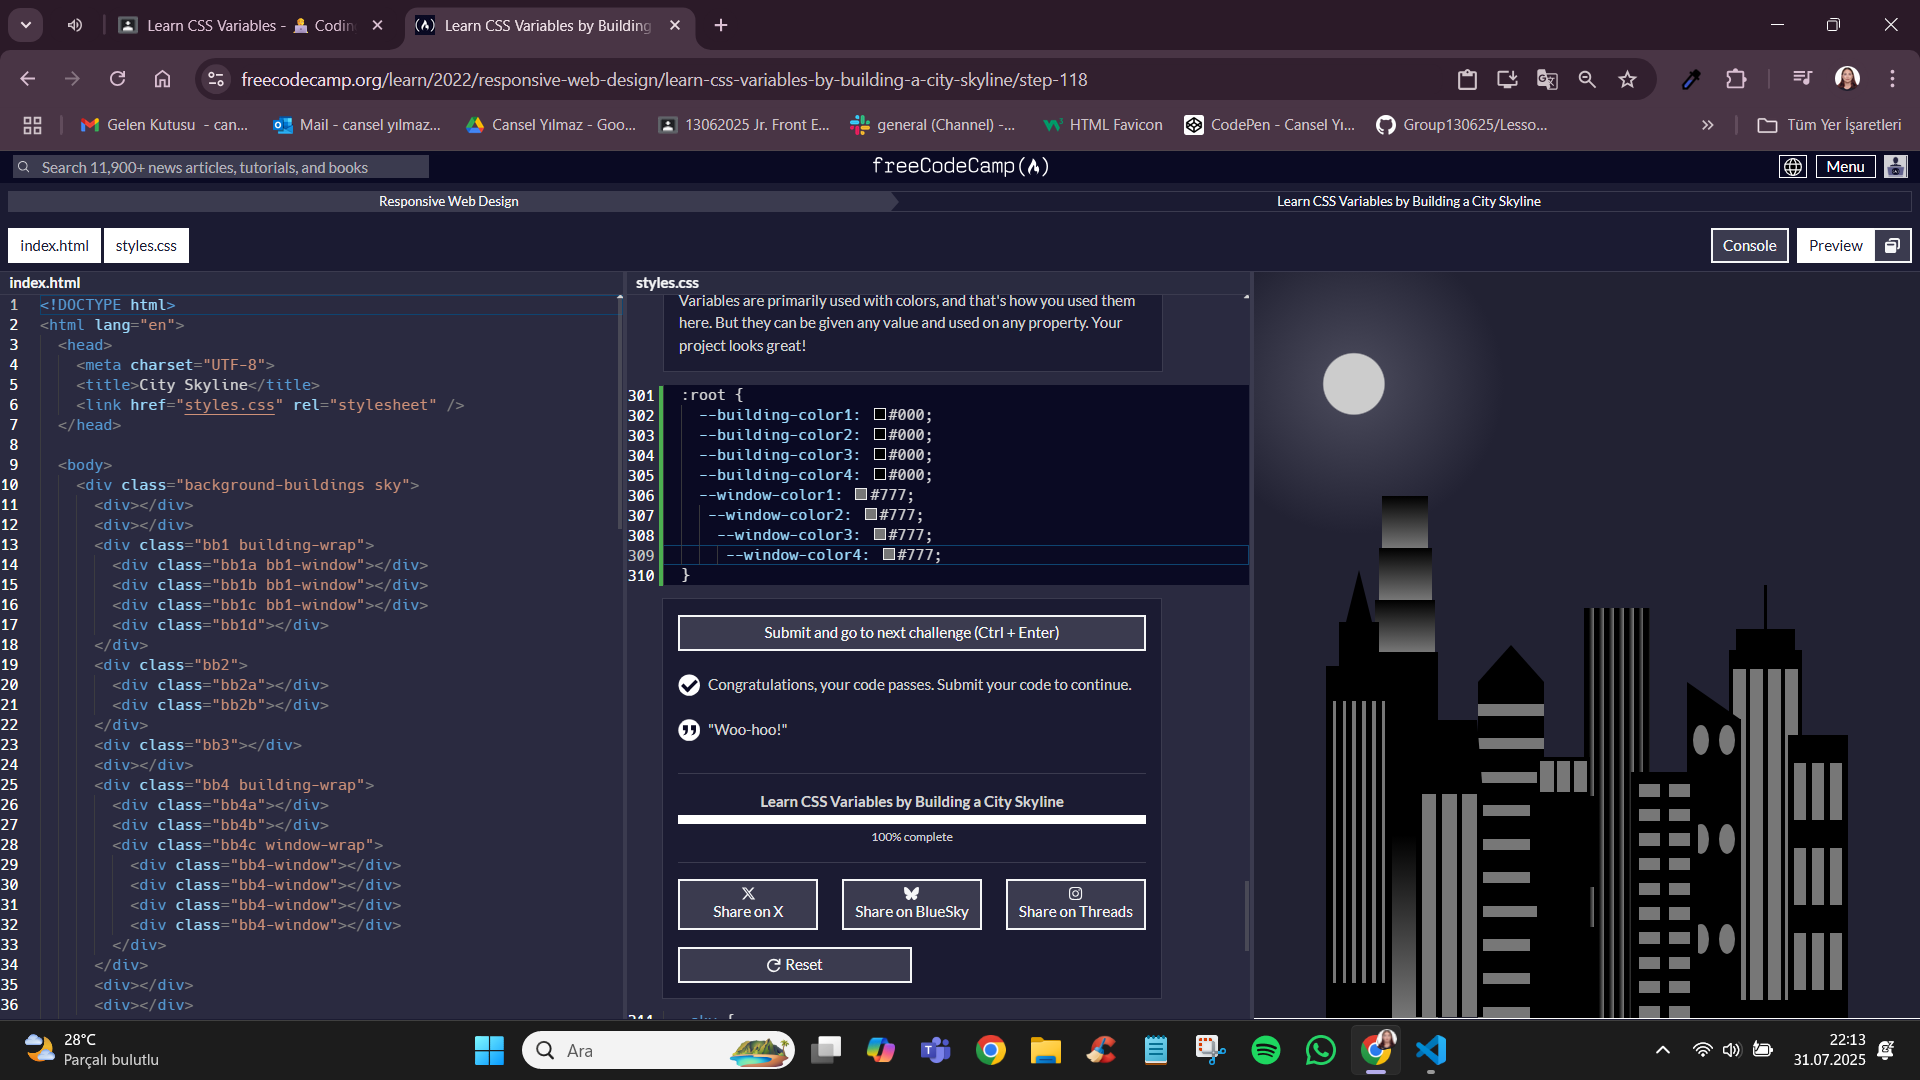 Learn CSS Variables - 
Learn CSS Variables by Building
freecodecamp.org/learn/2022/responsive-web-design/learn-css-variables-by-building-a-city-skyline/step-118
Gelen Kutusu - can...
Mail - cansel yılmaz...
Cansel Yılmaz - Goo...
13062025 Jr. Front E...
general (Channel) -...
HTML Favicon
CodePen - Cansel Yı...
Group130625/Lesso...
»
Tüm Yer İşaretleri
Search 11,900+ news articles, tutorials, and books
freeCodeCamp
Menu
Responsive Web Design
Learn CSS Variables by Building a City Skyline
index.html
styles.css
Console
Preview
index.html
1 <!DOCTYPE html>
2 <html lang="en">
3 <head>
4 <meta charset="UTF-8">
5 <title>City Skyline</title>
6 <link href="styles.css" rel="stylesheet" />
7 </head>
8
9 <body>
10 <div class="background-buildings sky">
11 <div></div>
12 <div></div>
13 <div class="bb1 building-wrap">
14 <div class="bb1a bb1-window"></div>
15 <div class="bb1b bb1-window"></div>
16 <div class="bb1c bb1-window"></div>
17 <div class="bb1d"></div>
18 </div>
19 <div class="bb2">
20 <div class="bb2a"></div>
21 <div class="bb2b"></div>
22 </div>
23 <div class="bb3"></div>
24 <div></div>
25 <div class="bb4 building-wrap">
26 <div class="bb4a"></div>
27 <div class="bb4b"></div>
28 <div class="bb4c window-wrap">
29 <div class="bb4-window"></div>
30 <div class="bb4-window"></div>
31 <div class="bb4-window"></div>
32 <div class="bb4-window"></div>
33 </div>
34 </div>
35 <div></div>
36 <div></div>
styles.css
Variables are primarily used with colors, and that's how you used them
here. But they can be given any value and used on any property. Your
project looks great!
301 :root {
302 --building-color1: #000;
303 --building-color2: #000;
304 --building-color3: #000;
305 --building-color4: #000;
306 --window-color1: #777;
307 --window-color2: #777;
308 --window-color3: #777;
309 --window-color4: #777;
310 }
Submit and go to next challenge (Ctrl + Enter)
Congratulations, your code passes. Submit your code to continue.
"Woo-hoo!"
Learn CSS Variables by Building a City Skyline
100% complete
Share on X
Share on BlueSky
Share on Threads
Reset
28°C
Parçalı bulutlu
Ara
22:13
31.07.2025